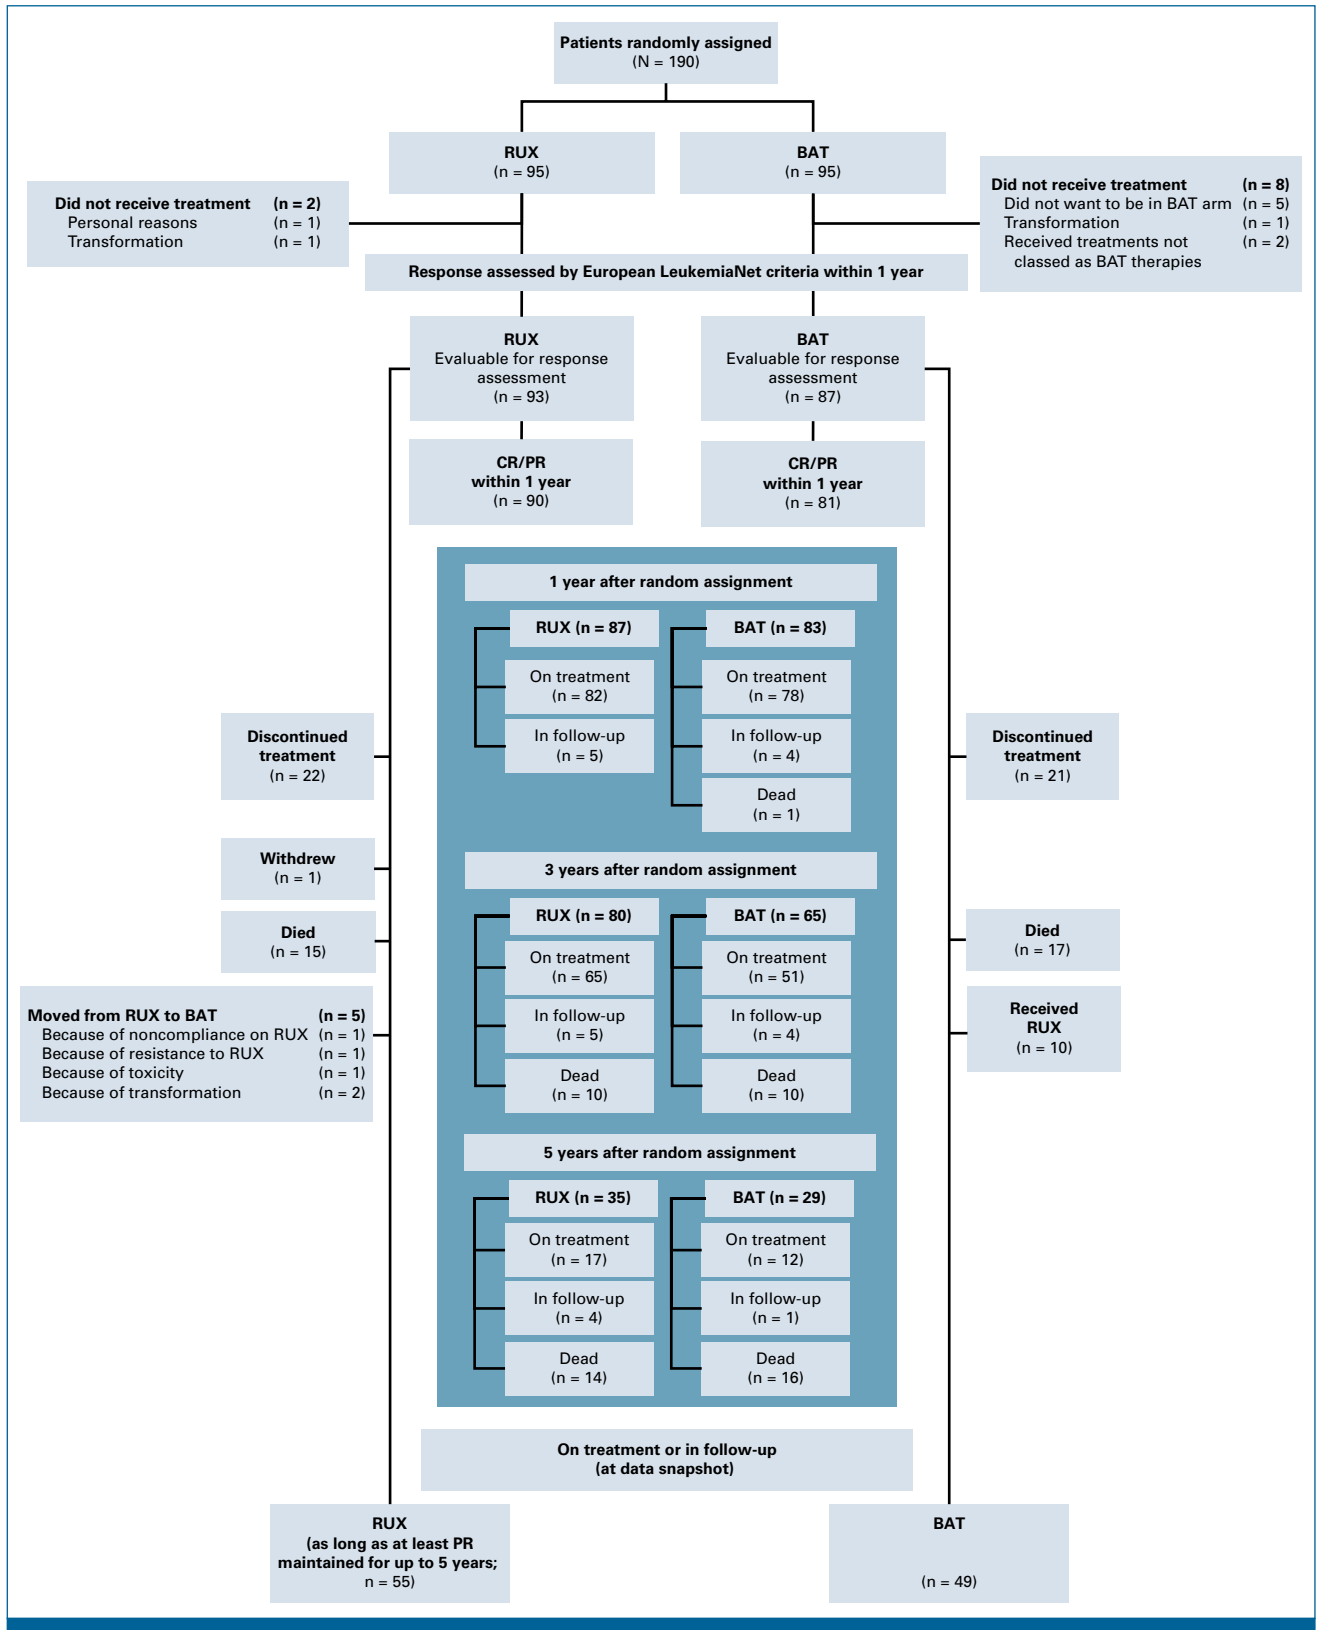 Patients randomly assigned
(N = 190)
RUX
(n = 95)
BAT
(n = 95)
Did not receive treatment (n = 2)
Personal reasons (n = 1)
Transformation (n = 1)
Did not receive treatment (n = 8)
Did not want to be in BAT arm (n = 5)
Transformation (n = 1)
Received treatments not (n = 2)
classed as BAT therapies
Response assessed by European LeukemiaNet criteria within 1 year
RUX
Evaluable for response
assessment
(n = 93)
BAT
Evaluable for response
assessment
(n = 87)
CR/PR
within 1 year
(n = 90)
CR/PR
within 1 year
(n = 81)
1 year after random assignment
RUX (n = 87)
On treatment
(n = 82)
In follow-up
(n = 5)
BAT (n = 83)
On treatment
(n = 78)
In follow-up
(n = 4)
Dead
(n = 1)
Discontinued
treatment
(n = 22)
Discontinued
treatment
(n = 21)
Withdrew
(n = 1)
3 years after random assignment
RUX (n = 80)
On treatment
(n = 65)
In follow-up
(n = 5)
Dead
(n = 10)
BAT (n = 65)
On treatment
(n = 51)
In follow-up
(n = 4)
Dead
(n = 10)
Died
(n = 15)
Died
(n = 17)
Moved from RUX to BAT (n = 5)
Because of noncompliance on RUX (n = 1)
Because of resistance to RUX (n = 1)
Because of toxicity (n = 1)
Because of transformation (n = 2)
Received
RUX
(n = 10)
5 years after random assignment
RUX (n = 35)
On treatment
(n = 17)
In follow-up
(n = 4)
Dead
(n = 14)
BAT (n = 29)
On treatment
(n = 12)
In follow-up
(n = 1)
Dead
(n = 16)
On treatment or in follow-up
(at data snapshot)
RUX
(as long as at least PR
maintained for up to 5 years;
n = 55)
BAT
(n = 49)